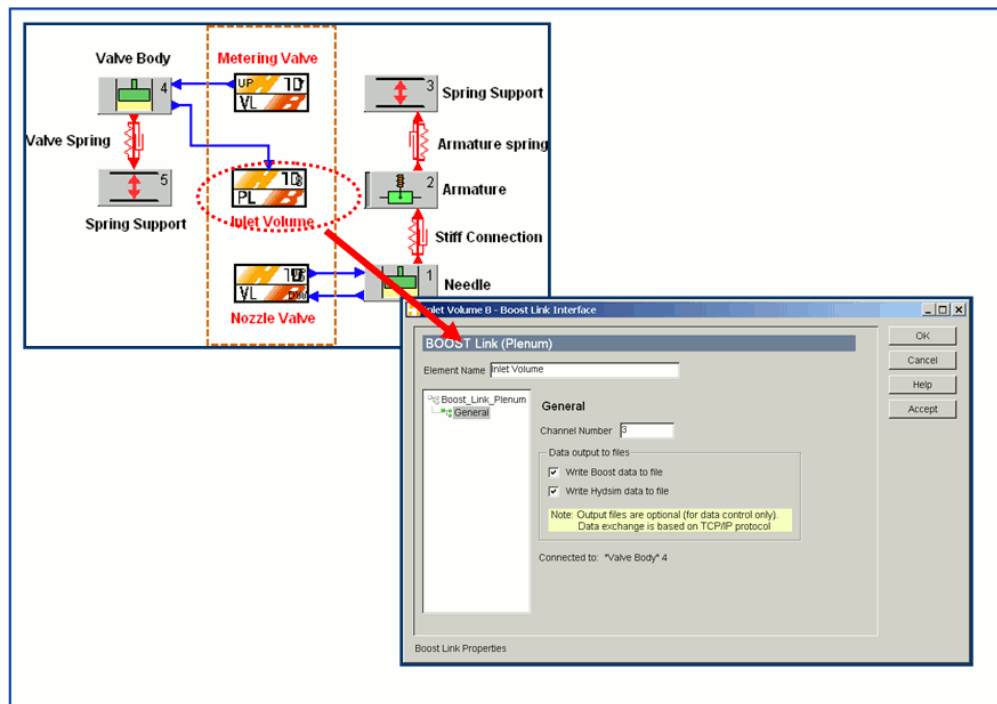 Valve Body
Metering Valve
4
UP 1D
VL
3
Spring Support
Valve Spring
Armature spring
5
1D
PL
2
Armature
Spring Support
Inlet Volume
Stiff Connection
VL
1
Needle
Nozzle Valve
Inlet Volume 8 - Boost Link Interface
BOOST Link (Plenum)
OK
Element Name Inlet Volume
Cancel
Help
Accept
Boost_Link_Plenum
General
General
Channel Number 3
Data output to files
Write Boost data to file
Write Hydsim data to file
Note: Output files are optional (for data control only).
Data exchange is based on TCP/IP protocol
Connected to: "Valve Body" 4
Boost Link Properties